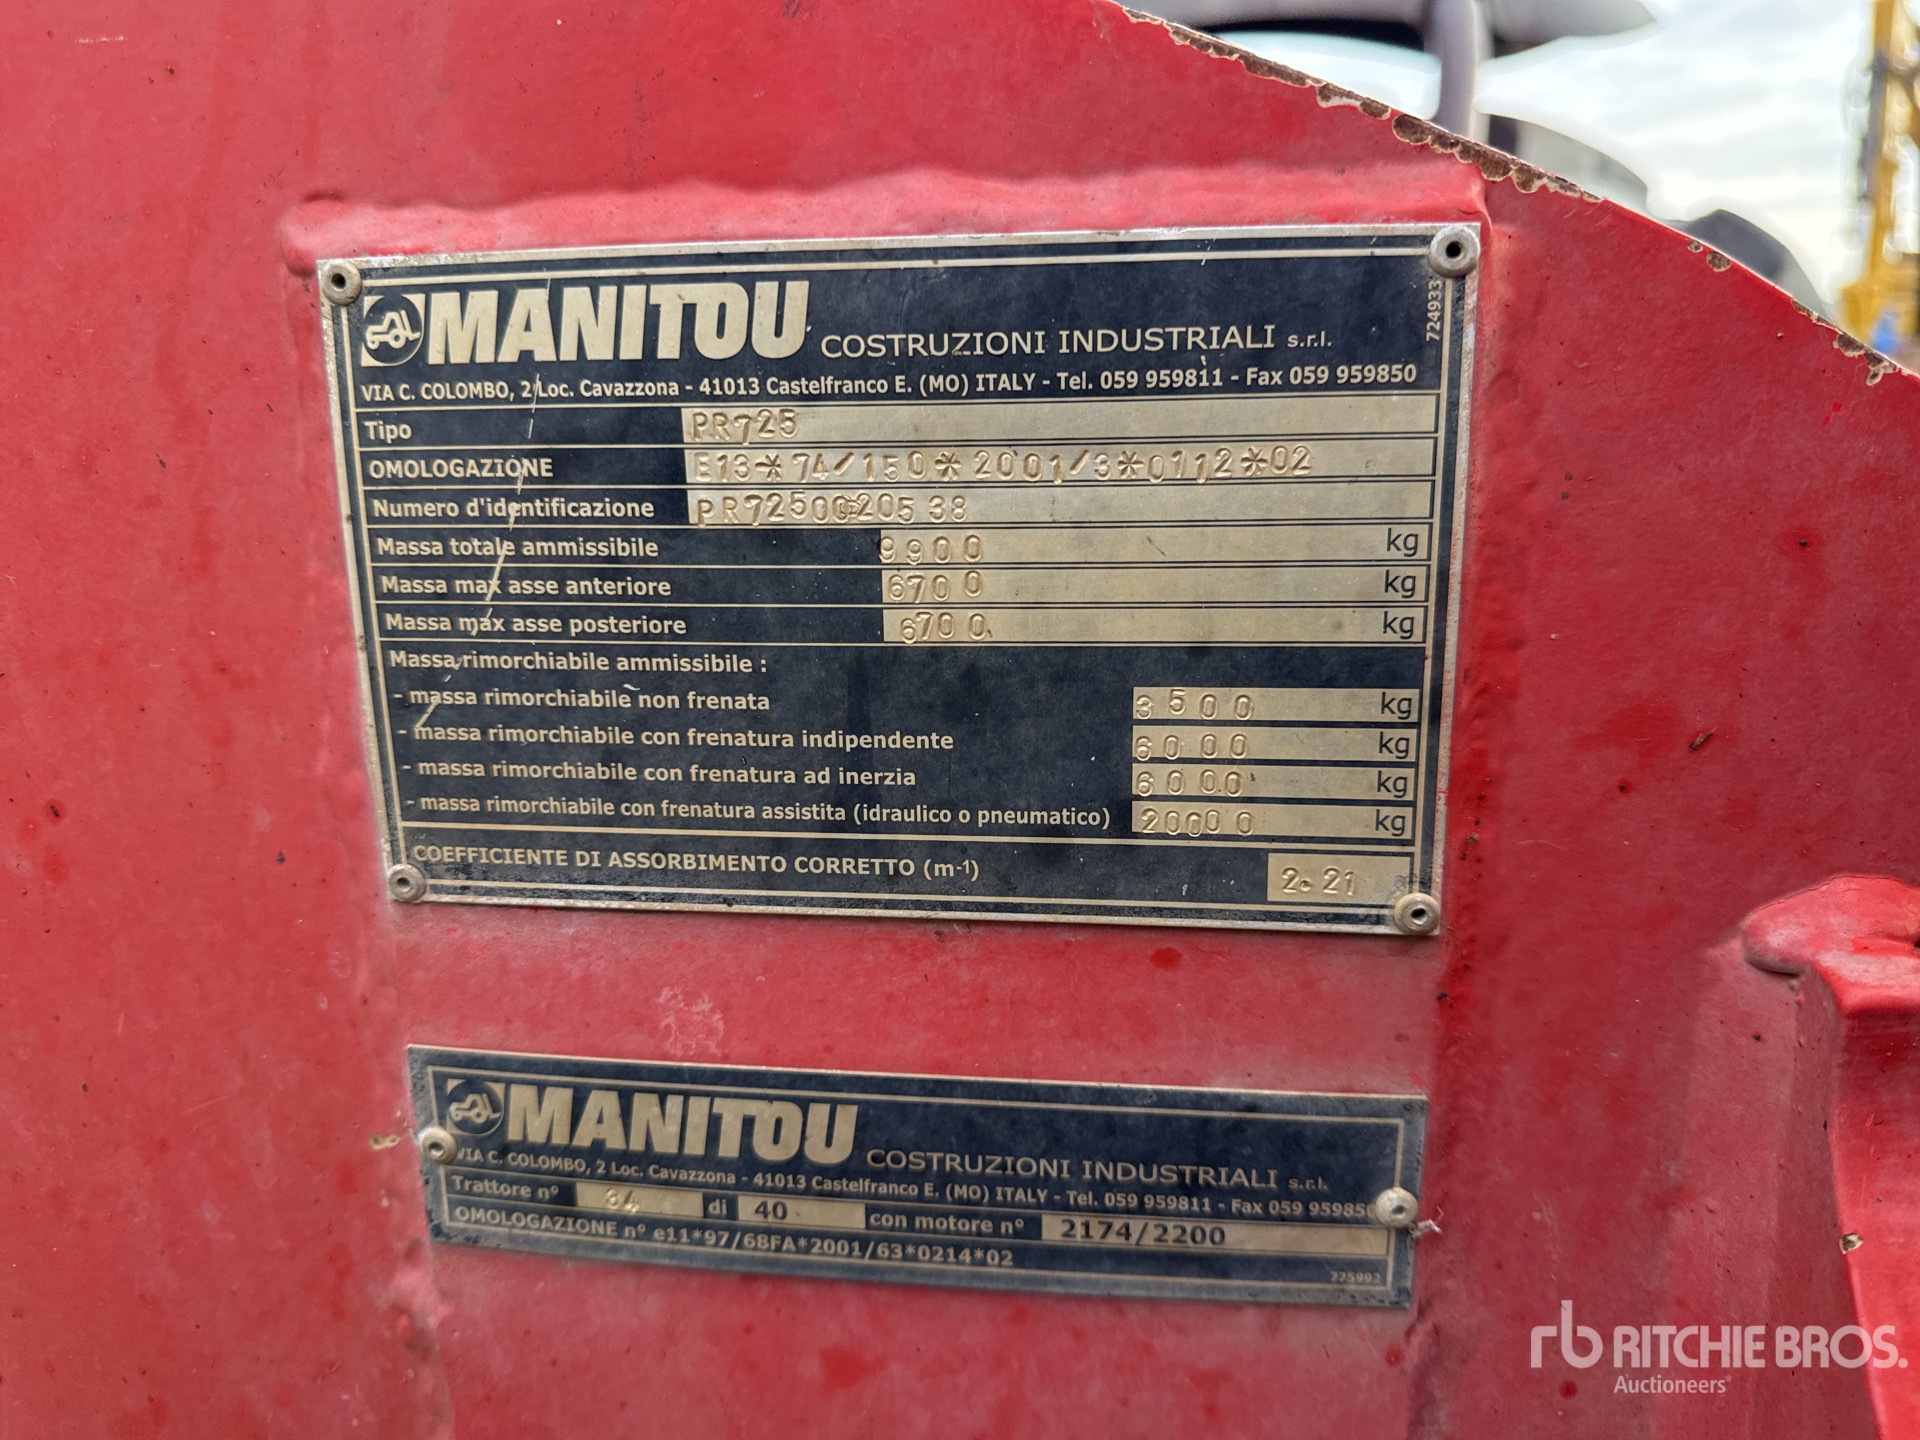 MANITOU COSTRUZIONI INDUSTRIALI s.r.l.
724933
VIA C. COLOMBO, 2 Loc. Cavazzona - 41013 Castelfranco E. (MO) ITALY - Tel. 059 959811 - Fax 059 959850
Tipo PR725
OMOLOGAZIONE E13*74/150*2001/3*0112*02
Numero d'identificazione
Massa totale ammissibile 9900 kg
Massa max asse anteriore 6700 kg
Massa max asse posteriore 6700 kg
Massa rimorchiabile ammissibile :
- massa rimorchiabile non frenata 3500 kg
- massa rimorchiabile con frenatura indipendente 6000 kg
- massa rimorchiabile con frenatura ad inerzia 6000 kg
- massa rimorchiabile con frenatura assistita (idraulico o pneumatico) 20000 kg
COEFFICIENTE DI ASSORBIMENTO CORRETTO (m-1) 2.21
MANITOU COSTRUZIONI INDUSTRIALI s.r.l.
VIA C. COLOMBO, 2 Loc. Cavazzona - 41013 Castelfranco E. (MO) ITALY - Tel. 059 959811 - Fax 059 959850
Trattore n° 34 di 40 con motore n° 2174/2200
OMOLOGAZIONE n° e11*97/68FA*2001/63*0214*02
775992
rb RITCHIE BROS.
Auctioneers